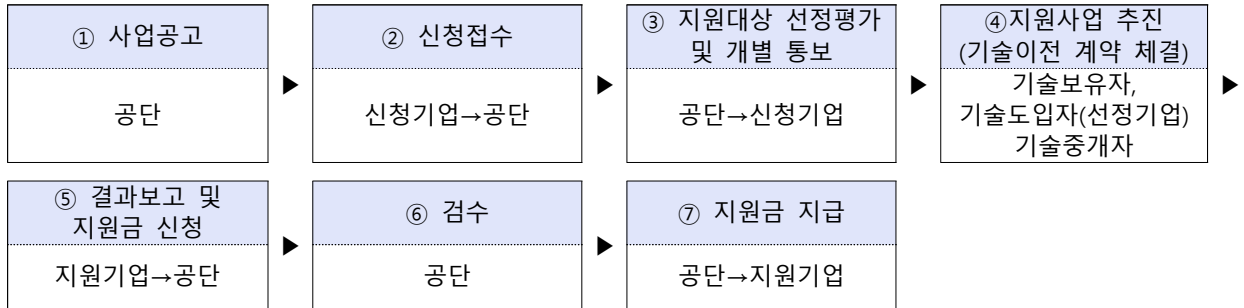 ① 사업공고
공단
▶
② 신청접수
신청기업→공단
▶
③ 지원대상 선정평가
및 개별 통보
공단→신청기업
▶
④지원사업 추진
(기술이전 계약 체결)
기술보유자,
기술도입자(선정기업)
기술중개자
▶
⑤ 결과보고 및
지원금 신청
지원기업→공단
▶
⑥ 검수
공단
▶
⑦ 지원금 지급
공단→지원기업